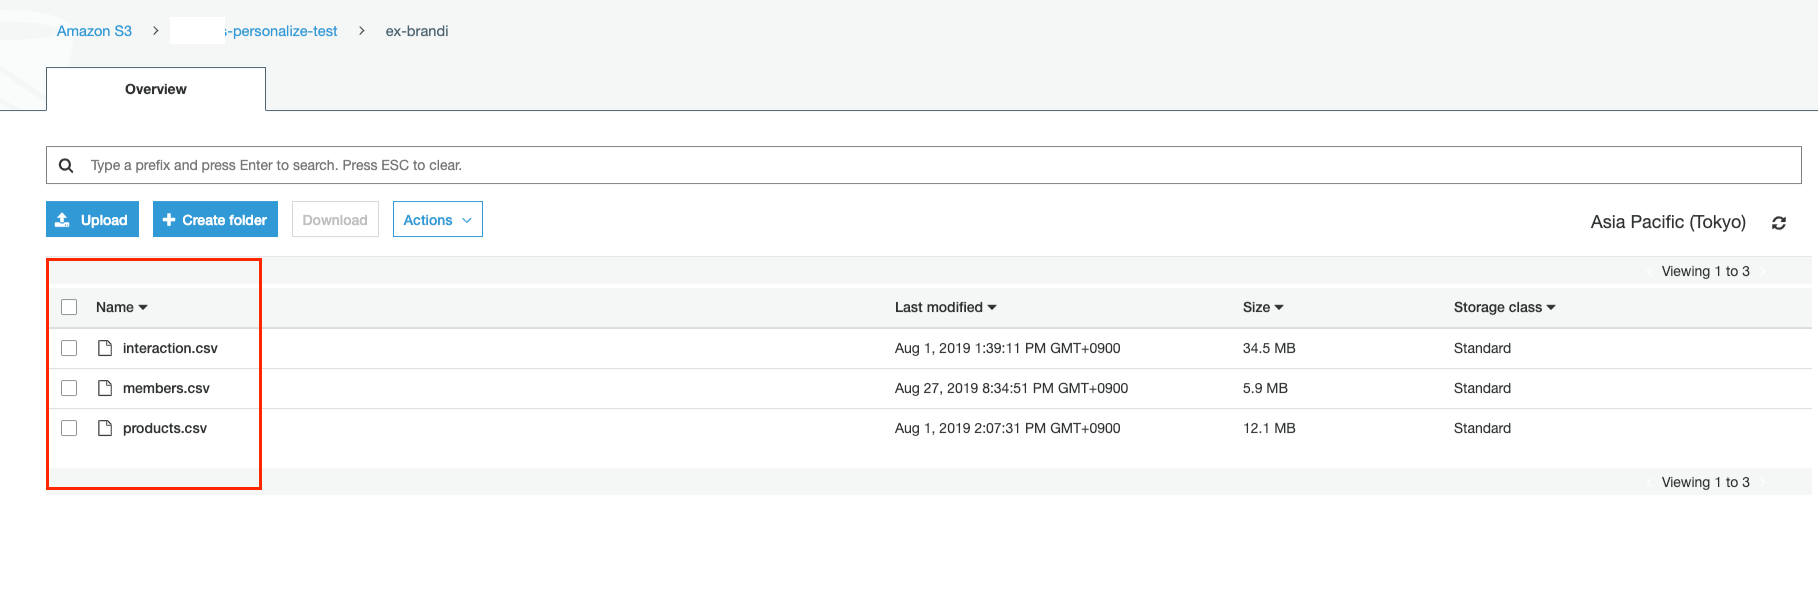 Amazon S3 > s-personalize-test > ex-brandi
Overview
Type a prefix and press Enter to search. Press ESC to clear.
Upload Create folder Download Actions Asia Pacific (Tokyo)
Viewing 1 to 3
Name Last modified Size Storage class
interaction.csv Aug 1, 2019 1:39:11 PM GMT+0900 34.5 MB Standard
members.csv Aug 27, 2019 8:34:51 PM GMT+0900 5.9 MB Standard
products.csv Aug 1, 2019 2:07:31 PM GMT+0900 12.1 MB Standard
Viewing 1 to 3